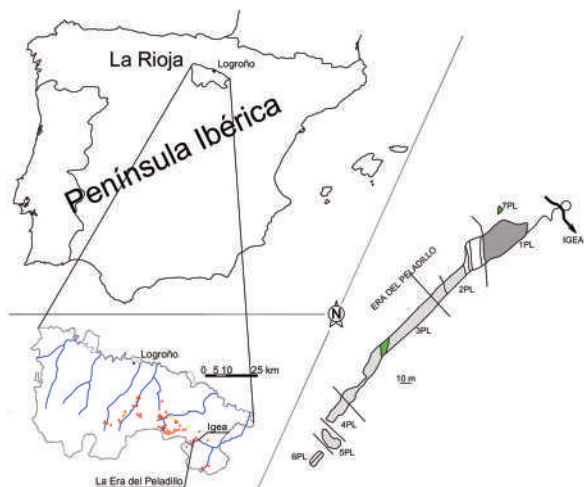 La Rioja
Logroño
Península Ibérica
7PL
1PL
IGEA
ERA DEL PELADILLO
2PL
3PL
N
10 m
4PL
5PL
6PL
Logroño
0 5 10 25 km
Igea
La Era del Peladillo